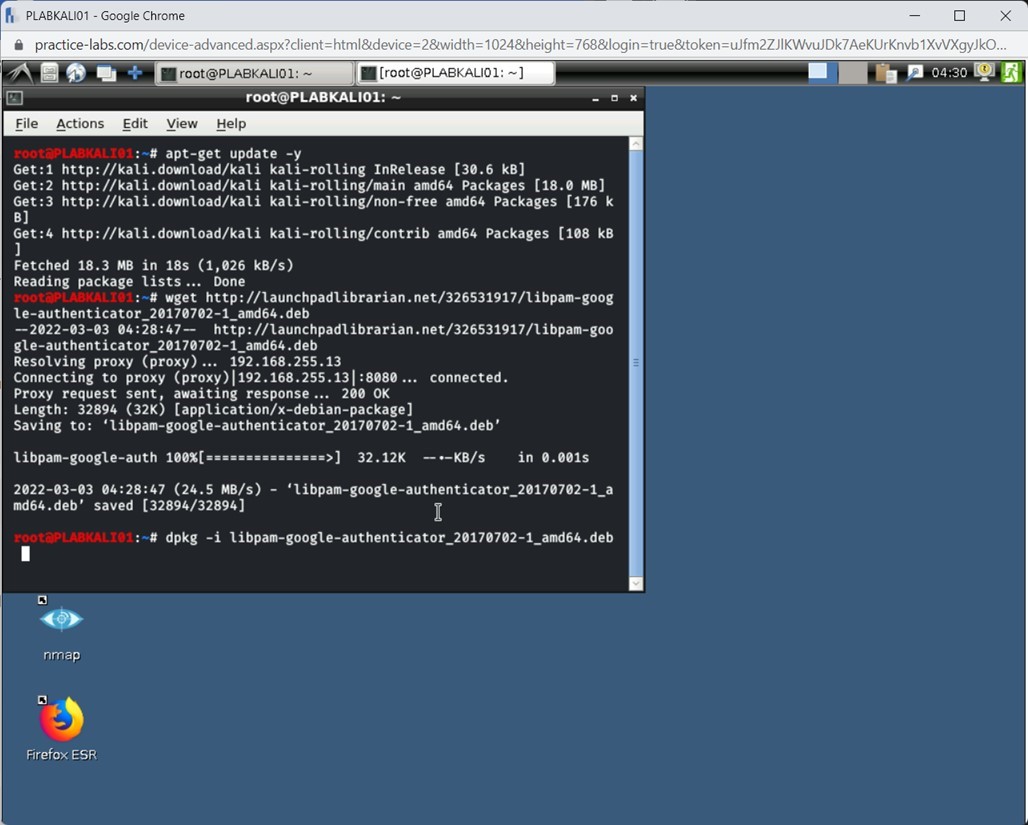 PLABKALI01 - Google Chrome
practice-labs.com/device-advanced.aspx?client=html&device=2&width=1024&height=768&login=true&token=uJfm2ZJlKWvuJDk7AeKUrKnvb1XvVXgyJkO...
root@PLABKALI01: ~
[root@PLABKALI01: ~ ]
04:30
root@PLABKALI01: ~
File Actions Edit View Help
root@PLABKALI01:~# apt-get update -y
Get:1 http://kali.download/kali kali-rolling InRelease [30.6 kB]
Get:2 http://kali.download/kali kali-rolling/main amd64 Packages [18.0 MB]
Get:3 http://kali.download/kali kali-rolling/non-free amd64 Packages [176 k
B]
Get:4 http://kali.download/kali kali-rolling/contrib amd64 Packages [108 kB
]
Fetched 18.3 MB in 18s (1,026 kB/s)
Reading package lists... Done
root@PLABKALI01:~# wget http://launchpadlibrarian.net/326531917/libpam-goog
le-authenticator_20170702-1_amd64.deb
--2022-03-03 04:28:47--  http://launchpadlibrarian.net/326531917/libpam-goo
gle-authenticator_20170702-1_amd64.deb
Resolving proxy (proxy)... 192.168.255.13
Connecting to proxy (proxy)|192.168.255.13|:8080... connected.
Proxy request sent, awaiting response... 200 OK
Length: 32894 (32K) [application/x-debian-package]
Saving to: ‘libpam-google-authenticator_20170702-1_amd64.deb’
libpam-google-auth 100%[===============>]  32.12K  --•-KB/s    in 0.001s
2022-03-03 04:28:47 (24.5 MB/s) - ‘libpam-google-authenticator_20170702-1_a
md64.deb’ saved [32894/32894]
root@PLABKALI01:~# dpkg -i libpam-google-authenticator_20170702-1_amd64.deb
nmap
Firefox ESR